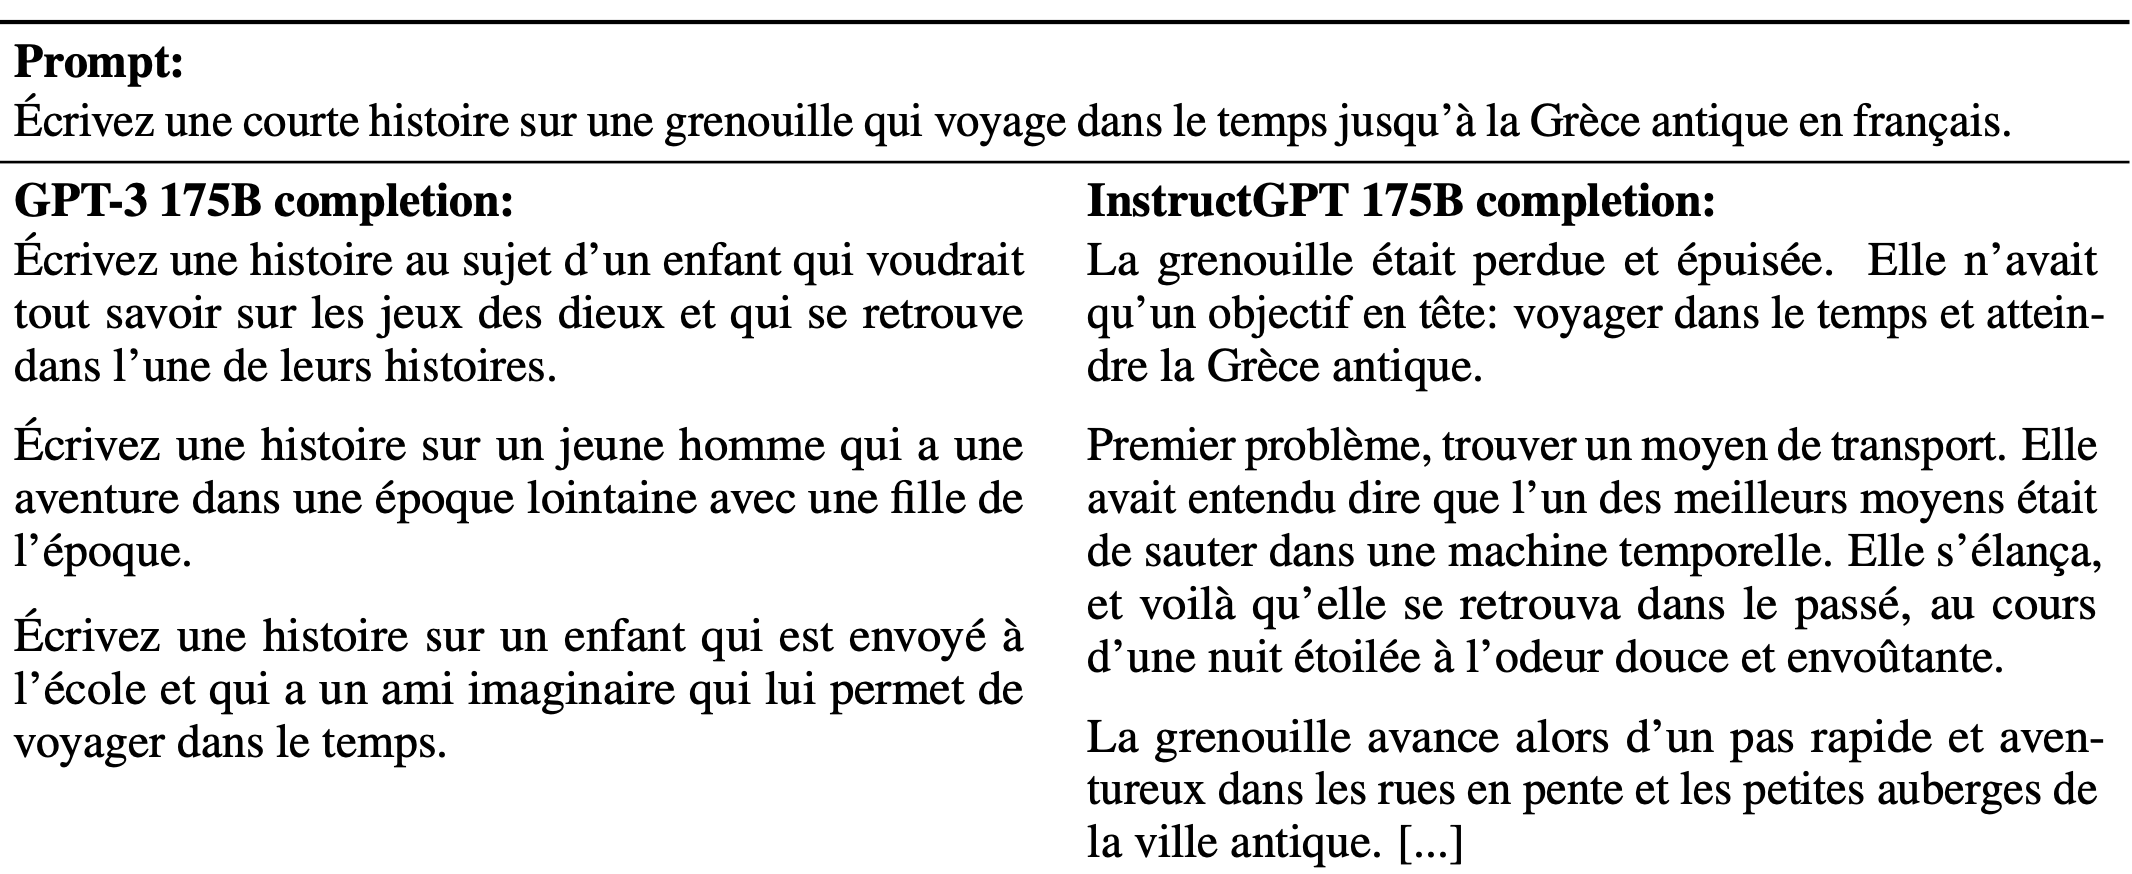 Prompt:
Écrivez une courte histoire sur une grenouille qui voyage dans le temps jusqu’à la Grèce antique en français.
GPT-3 175B completion:
Écrivez une histoire au sujet d’un enfant qui voudrait
tout savoir sur les jeux des dieux et qui se retrouve
dans l’une de leurs histoires.
Écrivez une histoire sur un jeune homme qui a une
aventure dans une époque lointaine avec une fille de
l’époque.
Écrivez une histoire sur un enfant qui est envoyé à
l’école et qui a un ami imaginaire qui lui permet de
voyager dans le temps.
InstructGPT 175B completion:
La grenouille était perdue et épuisée. Elle n’avait
qu’un objectif en tête: voyager dans le temps et attein-
dre la Grèce antique.
Premier problème, trouver un moyen de transport. Elle
avait entendu dire que l’un des meilleurs moyens était
de sauter dans une machine temporelle. Elle s’élança,
et voilà qu’elle se retrouva dans le passé, au cours
d’une nuit étoilée à l’odeur douce et envoûtante.
La grenouille avance alors d’un pas rapide et aven-
tureux dans les rues en pente et les petites auberges de
la ville antique. [...]